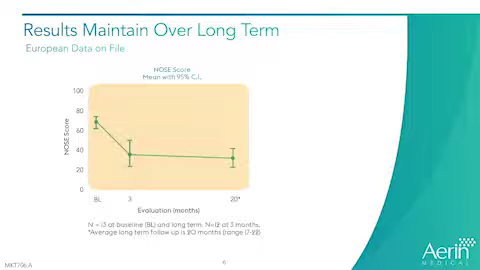 Results Maintain Over Long Term
European Data on File
NOSE Score
Mean with 95% C.I.
100
80
60
40
20
0
NOSE Score
BL
3
20*
Evaluation (months)
N = 13 at baseline (BL) and long term. N=12 at 3 months.
*Average long term follow up is 20 months (range 17-22)
MKT706.A
6
Aerin
MEDICAL